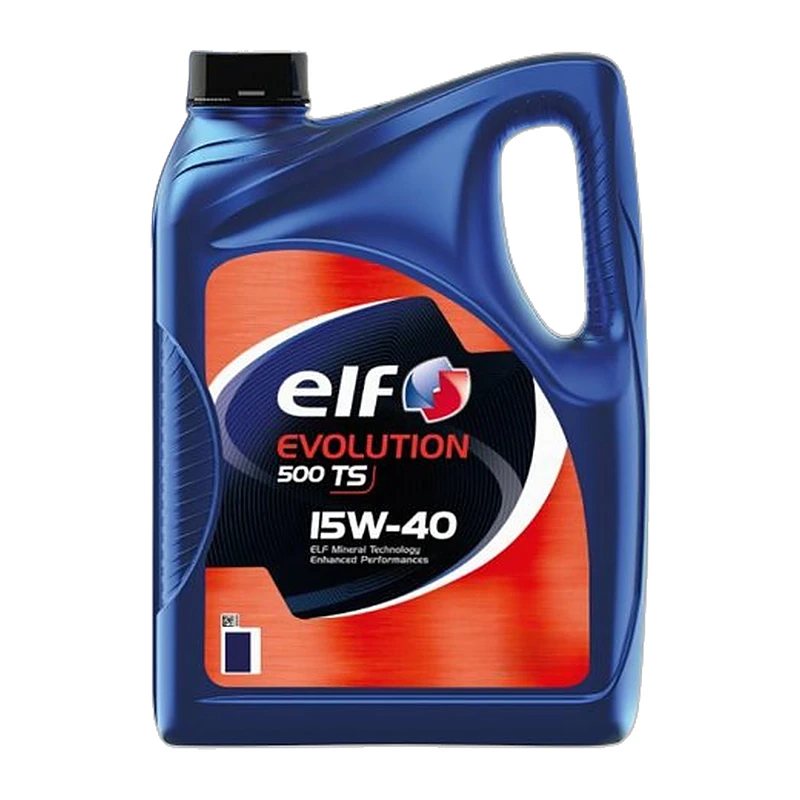 elf
EVOLUTION
500 TS
15W-40
ELF Mineral Technology
Enhanced Performances